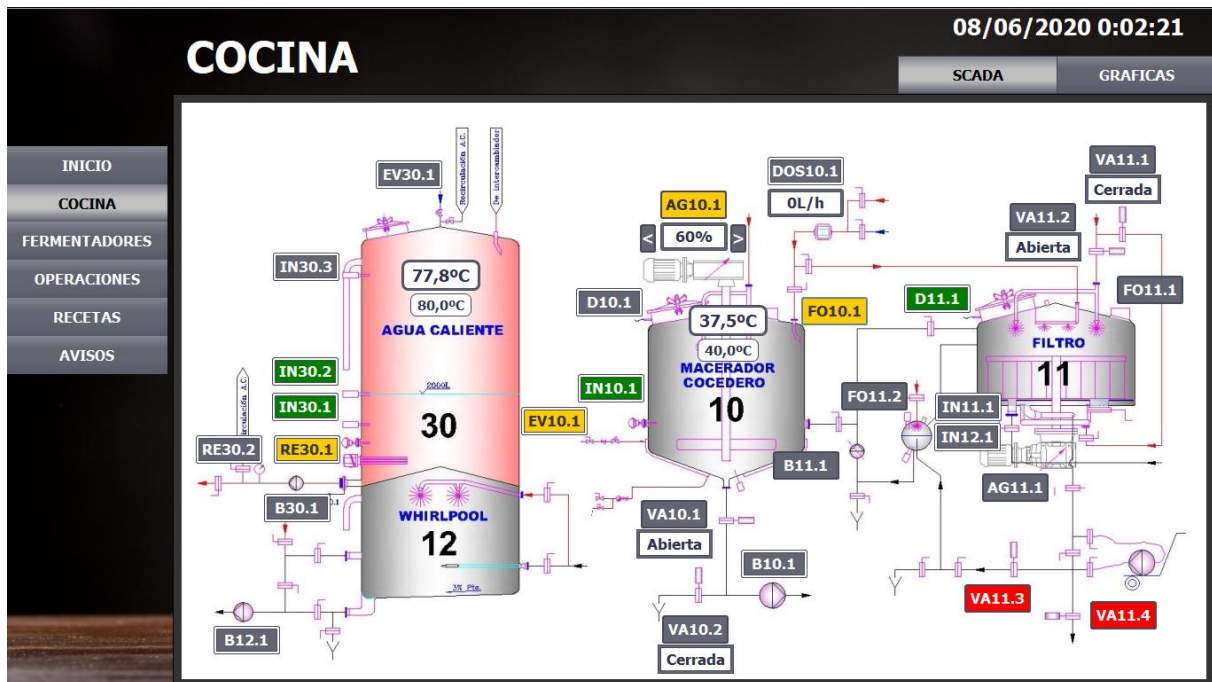 08/06/2020 0:02:21
COCINA
SCADA
GRAFICAS
INICIO
COCINA
FERMENTADORES
OPERACIONES
RECETAS
AVISOS
EV30.1
Recirculación A.C.
De intercambiador
IN30.3
77,8ºC
80,0ºC
AGUA CALIENTE
IN30.2
2000L
IN30.1
30
RE30.2
RE30.1
B30.1
WHIRLPOOL
12
B12.1
AG10.1
<
60%
>
DOS10.1
0L/h
D10.1
37,5ºC
40,0ºC
FO10.1
MACERADOR
COCEDERO
10
IN10.1
EV10.1
B11.1
VA10.1
Abierta
B10.1
VA10.2
Cerrada
VA11.1
Cerrada
VA11.2
Abierta
D11.1
FO11.1
FILTRO
11
FO11.2
IN11.1
IN12.1
AG11.1
VA11.3
VA11.4